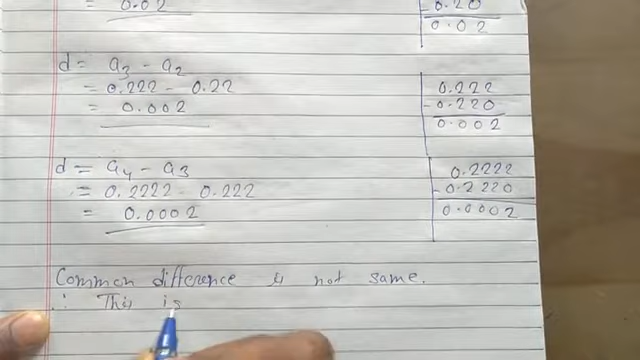 = 0.02
- 0.20
0.02
d = a₃ - a₂
= 0.222 - 0.22
= 0.002
0.222
- 0.220
0.002
d = a₄ - a₃
= 0.2222 - 0.222
= 0.0002
0.2222
- 0.2220
0.0002
Common difference is not same.
∴ This is